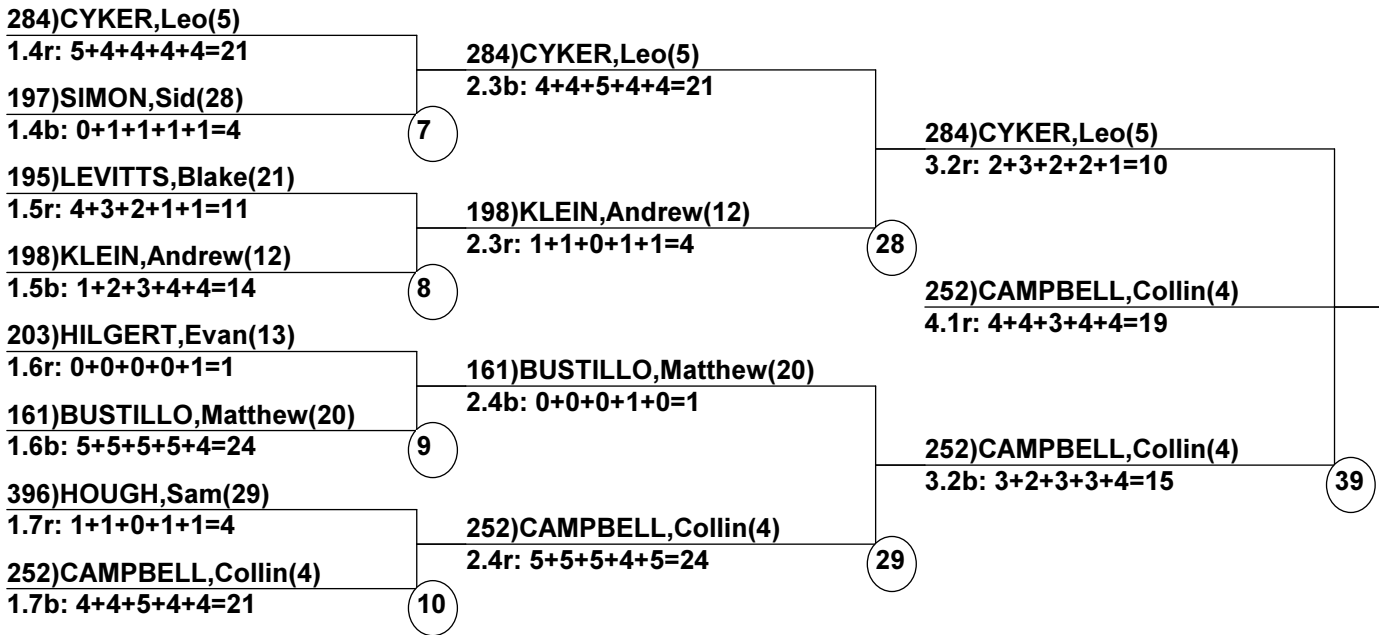 284)CYKER,Leo(5)
1.4r: 5+4+4+4+4=21
197)SIMON,Sid(28)
1.4b: 0+1+1+1+1=4
7
195)LEVITTS,Blake(21)
1.5r: 4+3+2+1+1=11
198)KLEIN,Andrew(12)
1.5b: 1+2+3+4+4=14
8
203)HILGERT,Evan(13)
1.6r: 0+0+0+0+1=1
161)BUSTILLO,Matthew(20)
1.6b: 5+5+5+5+4=24
9
396)HOUGH,Sam(29)
1.7r: 1+1+0+1+1=4
252)CAMPBELL,Collin(4)
1.7b: 4+4+5+4+4=21
10
284)CYKER,Leo(5)
2.3b: 4+4+5+4+4=21
198)KLEIN,Andrew(12)
2.3r: 1+1+0+1+1=4
28
161)BUSTILLO,Matthew(20)
2.4b: 0+0+0+1+0=1
252)CAMPBELL,Collin(4)
2.4r: 5+5+5+4+5=24
29
284)CYKER,Leo(5)
3.2r: 2+3+2+2+1=10
252)CAMPBELL,Collin(4)
4.1r: 4+4+3+4+4=19
252)CAMPBELL,Collin(4)
3.2b: 3+2+3+3+4=15
39